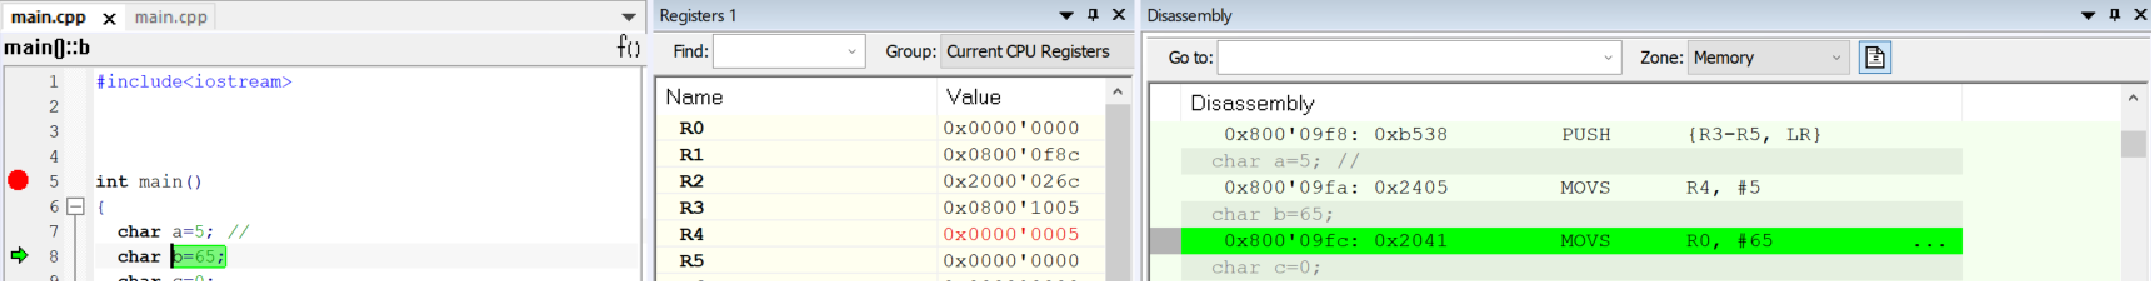 main.cpp x main.cpp
main()::b f()
1 #include<iostream>
2
3
4
5 int main()
6 {
7 char a=5; //
8 char b=65;
Registers 1
Find: Group: Current CPU Registers
Name Value
R0 0x0000'0000
R1 0x0800'0f8c
R2 0x2000'026c
R3 0x0800'1005
R4 0x0000'0005
R5 0x0000'0000
Disassembly
Go to: Zone: Memory
Disassembly
0x800'09f8: 0xb538 PUSH {R3-R5, LR}
char a=5; //
0x800'09fa: 0x2405 MOVS R4, #5
char b=65;
0x800'09fc: 0x2041 MOVS R0, #65 ...
char c=0;